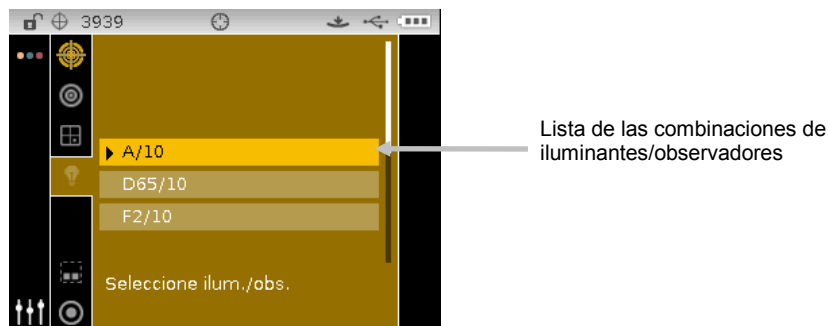 3939
A/10
D65/10
F2/10
Seleccione ilum./obs.
Lista de las combinaciones de
iluminantes/observadores